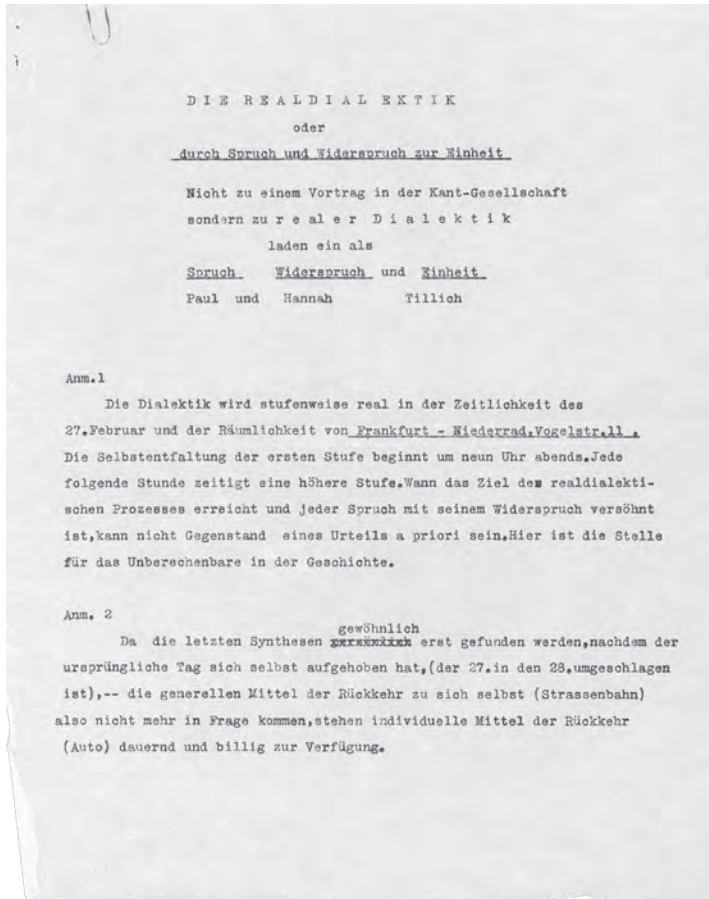 D I E R E A L D I A L E K T I K
oder
durch Spruch und Widerspruch zur Einheit
Nicht zu einem Vortrag in der Kant-Gesellschaft
sondern zu r e a l e r D i a l e k t i k
laden ein als
Spruch Widerspruch und Einheit
Paul und Hannah Tillich
Anm.1
Die Dialektik wird stufenweise real in der Zeitlichkeit des
27.Februar und der Räumlichkeit von Frankfurt - Niederrad,Vogelstr.11 .
Die Selbstentfaltung der ersten Stufe beginnt um neun Uhr abends.Jede
folgende Stunde zeitigt eine höhere Stufe.Wann das Ziel des realdialekti-
schen Prozesses erreicht und jeder Spruch mit seinem Widerspruch versöhnt
ist,kann nicht Gegenstand eines Urteils a priori sein.Hier ist die Stelle
für das Unberechenbare in der Geschichte.
Anm. 2
gewöhnlich
Da die letzten Synthesen erst gefunden werden,nachdem der
ursprüngliche Tag sich selbst aufgehoben hat,(der 27.in den 28.umgeschlagen
ist),-- die generellen Mittel der Rückkehr zu sich selbst (Strassenbahn)
also nicht mehr in Frage kommen,stehen individuelle Mittel der Rückkehr
(Auto) dauernd und billig zur Verfügung.